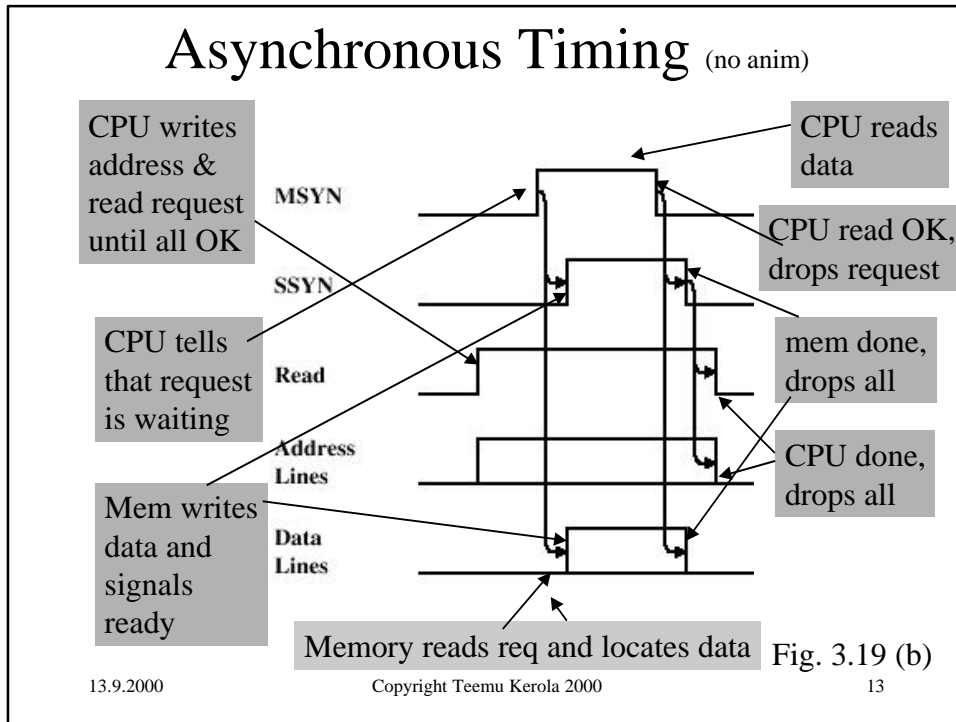 Asynchronous Timing (no anim)
CPU writes
address &
read request
until all OK
CPU reads
data
MSYN
CPU read OK,
drops request
SSYN
CPU tells
that request
is waiting
mem done,
drops all
Read
Address
Lines
CPU done,
drops all
Mem writes
data and
signals
ready
Data
Lines
Memory reads req and locates data
Fig. 3.19 (b)
13.9.2000
Copyright Teemu Kerola 2000
13